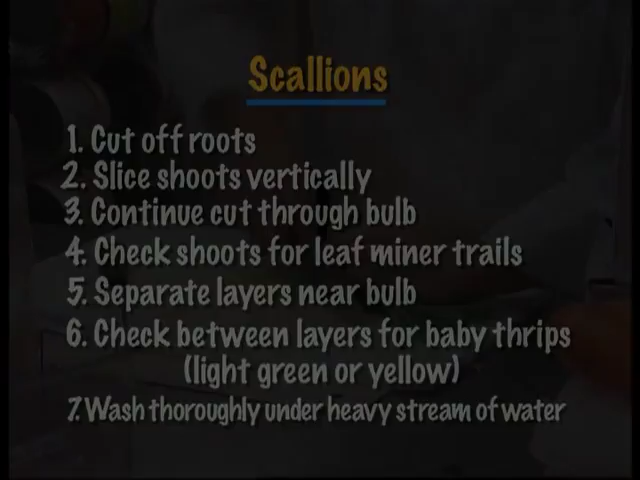 Scallions
1. Cut off roots
2. Slice shoots vertically
3. Continue cut through bulb
4. Check shoots for leaf miner trails
5. Separate layers near bulb
6. Check between layers for baby thrips
(light green or yellow)
7. Wash thoroughly under heavy stream of water